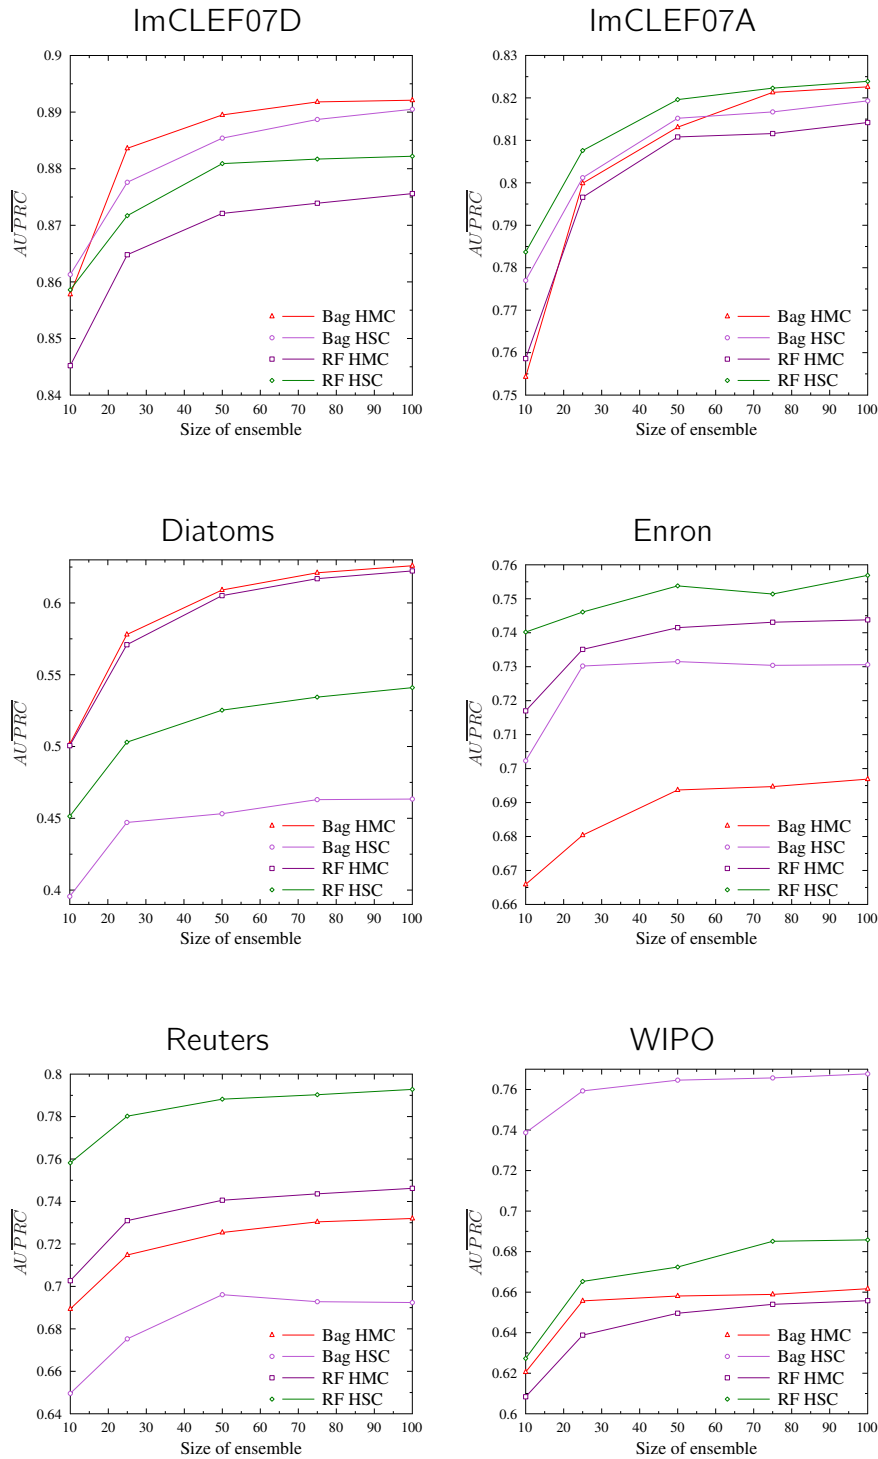 ImCLEF07D
0.9
0.89
0.88
0.87
0.86
0.85
0.84
AUPRC
Bag HMC
Bag HSC
RF HMC
RF HSC
10 20 30 40 50 60 70 80 90 100
Size of ensemble
ImCLEF07A
0.83
0.82
0.81
0.8
0.79
0.78
0.77
0.76
0.75
AUPRC
Bag HMC
Bag HSC
RF HMC
RF HSC
10 20 30 40 50 60 70 80 90 100
Size of ensemble
Diatoms
0.6
0.55
0.5
0.45
0.4
AUPRC
Bag HMC
Bag HSC
RF HMC
RF HSC
10 20 30 40 50 60 70 80 90 100
Size of ensemble
Enron
0.76
0.75
0.74
0.73
0.72
0.71
0.7
0.69
0.68
0.67
0.66
AUPRC
Bag HMC
Bag HSC
RF HMC
RF HSC
10 20 30 40 50 60 70 80 90 100
Size of ensemble
Reuters
0.8
0.78
0.76
0.74
0.72
0.7
0.68
0.66
0.64
AUPRC
Bag HMC
Bag HSC
RF HMC
RF HSC
10 20 30 40 50 60 70 80 90 100
Size of ensemble
WIPO
0.76
0.74
0.72
0.7
0.68
0.66
0.64
0.62
0.6
AUPRC
Bag HMC
Bag HSC
RF HMC
RF HSC
10 20 30 40 50 60 70 80 90 100
Size of ensemble